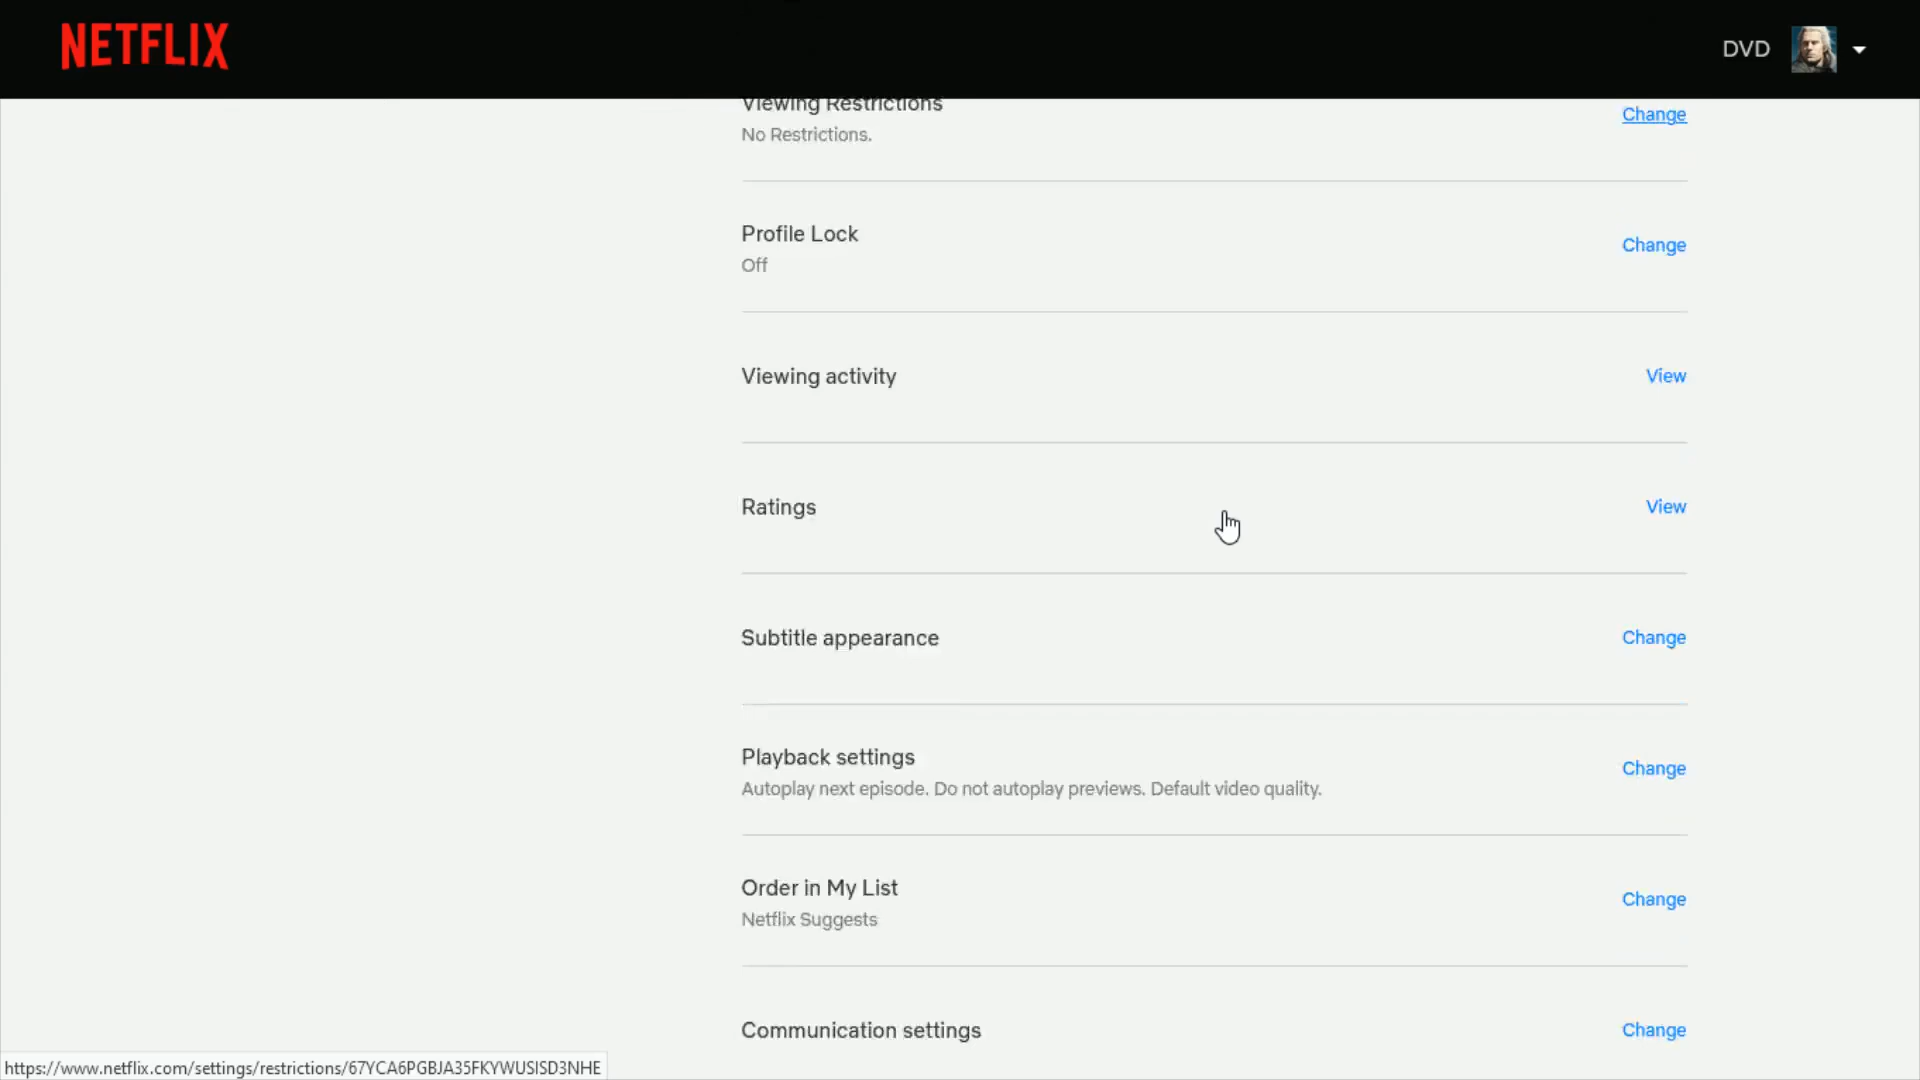 NETFLIX
DVD
Viewing Restrictions
Change
No Restrictions.
Profile Lock
Change
Off
Viewing activity
View
Ratings
View
Subtitle appearance
Change
Playback settings
Change
Autoplay next episode. Do not autoplay previews. Default video quality.
Order in My List
Change
Netflix Suggests
Communication settings
Change
https://www.netflix.com/settings/restrictions/67YCA6PGBJA35FKYWUSISD3NHE